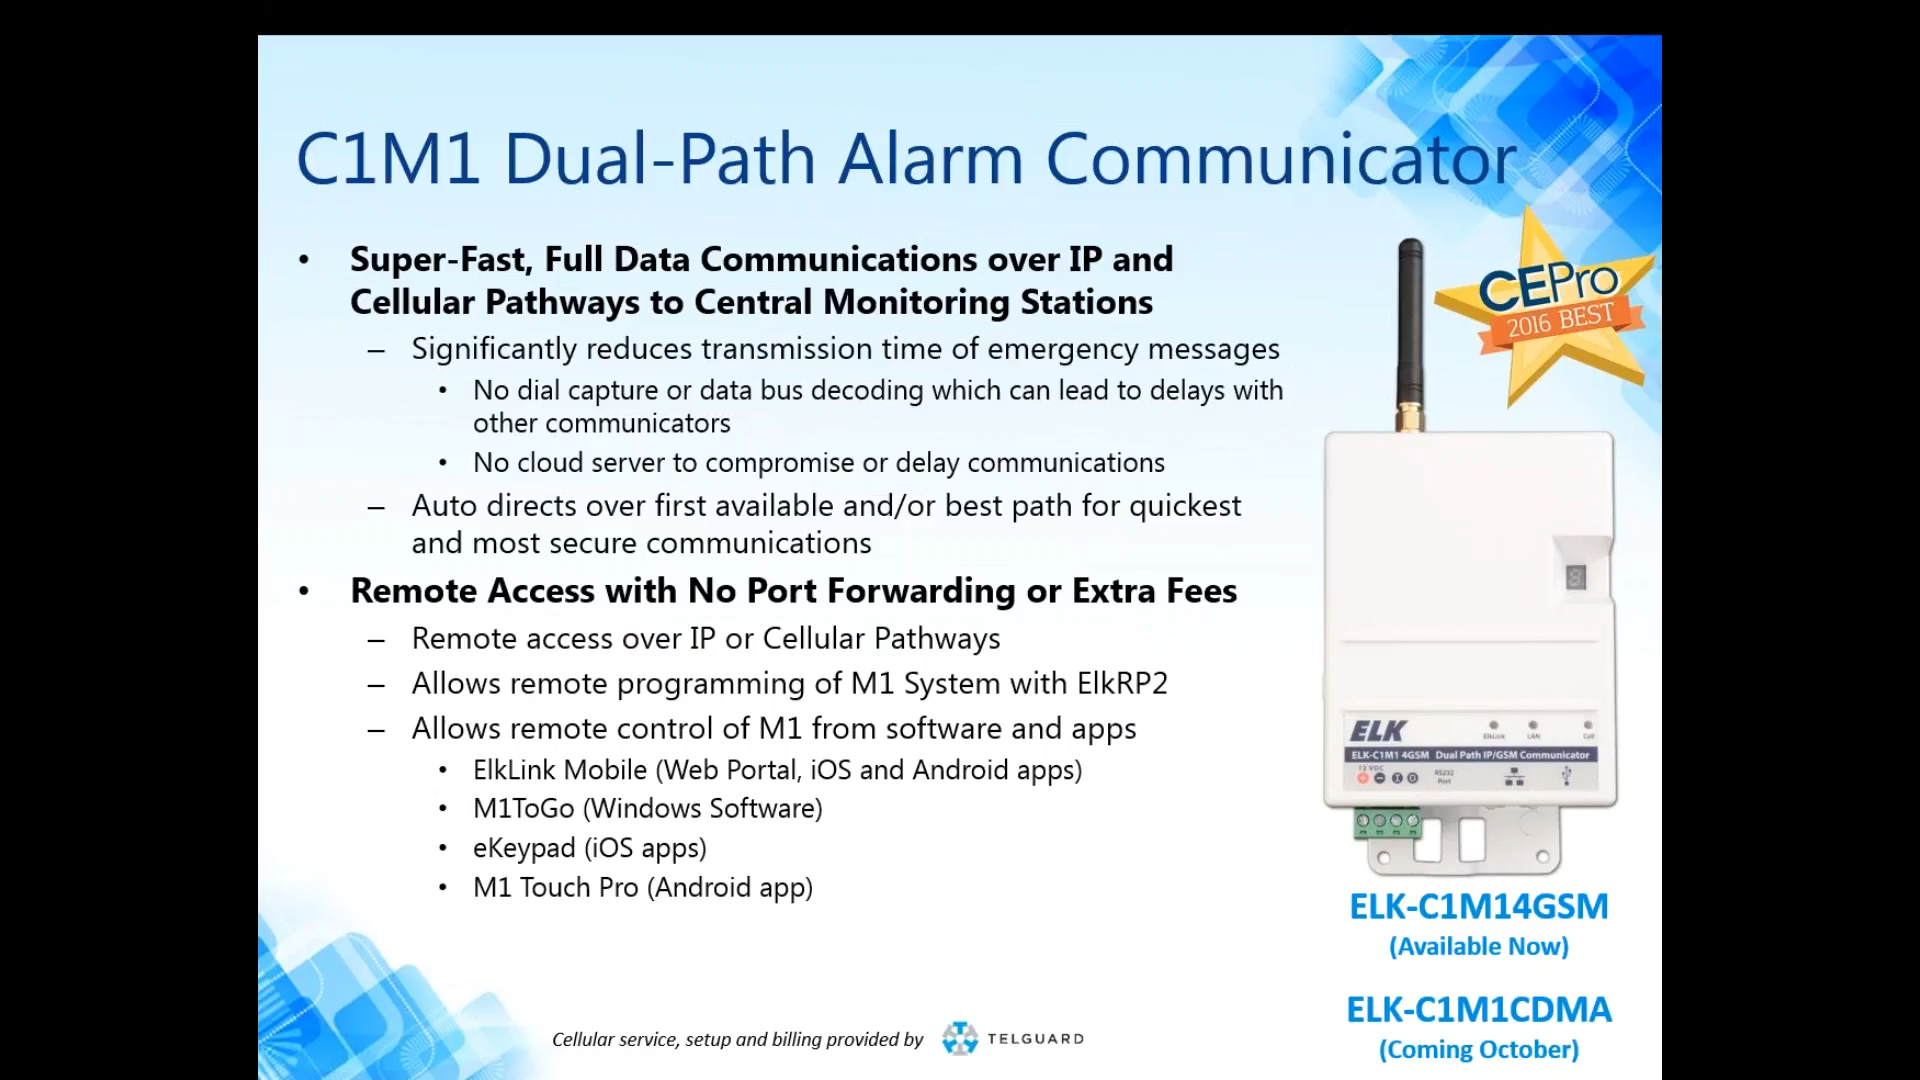 C1M1 Dual-Path Alarm Communicator
• Super-Fast, Full Data Communications over IP and
Cellular Pathways to Central Monitoring Stations
– Significantly reduces transmission time of emergency messages
• No dial capture or data bus decoding which can lead to delays with
other communicators
• No cloud server to compromise or delay communications
– Auto directs over first available and/or best path for quickest
and most secure communications
• Remote Access with No Port Forwarding or Extra Fees
– Remote access over IP or Cellular Pathways
– Allows remote programming of M1 System with ElkRP2
– Allows remote control of M1 from software and apps
• ElkLink Mobile (Web Portal, iOS and Android apps)
• M1ToGo (Windows Software)
• eKeypad (iOS apps)
• M1 Touch Pro (Android app)
CEPro
2016 BEST
ELK
ElkLink LAN Cell
ELK-C1M1 4GSM Dual Path IP/GSM Communicator
12 VDC
RS232
Port
ELK-C1M14GSM
(Available Now)
ELK-C1M1CDMA
(Coming October)
Cellular service, setup and billing provided by
TELGUARD